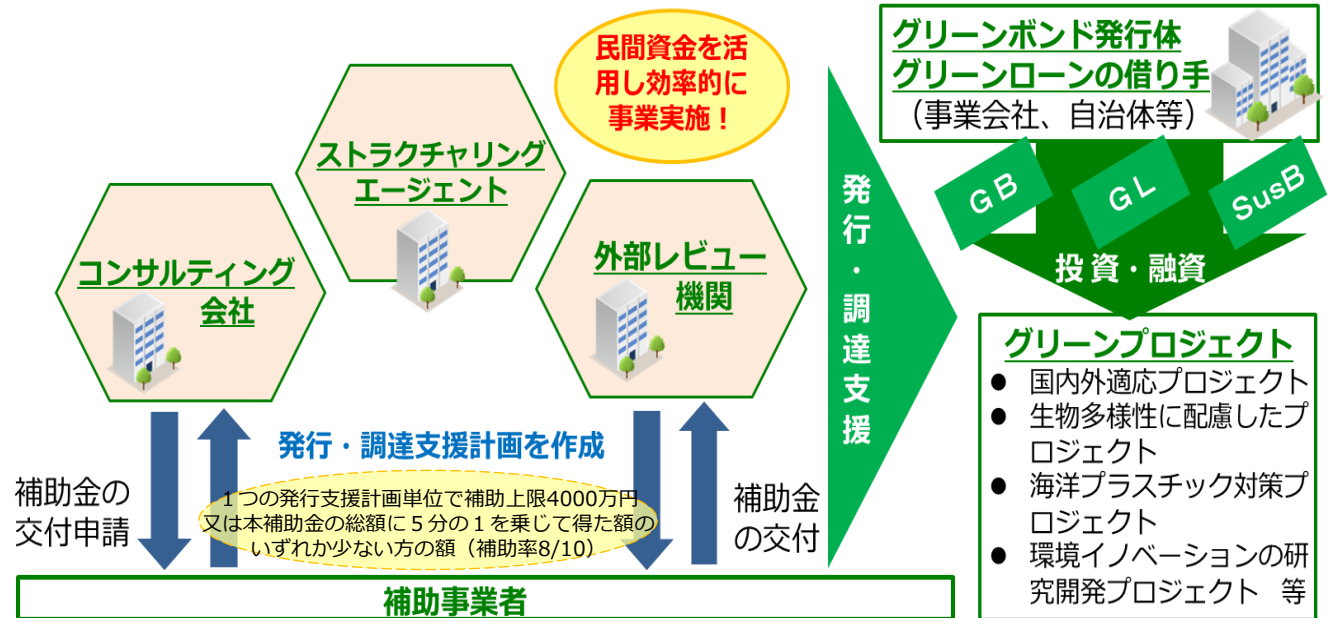 民間資金を活
用し効率的に
事業実施！
ストラクチャリング
エージェント
コンサルティング
会社
外部レビュー
機関
発行・調達支援計画を作成
補助金の
交付申請
１つの発行支援計画単位で補助上限4000万円
又は本補助金の総額に５分の１を乗じて得た額の
いずれか少ない方の額（補助率8/10）
補助金
の交付
補助事業者
発行・調達支援
グリーンボンド発行体
グリーンローンの借り手
（事業会社、自治体等）
ＧＢ
ＧＬ
SusB
投資・融資
グリーンプロジェクト
● 国内外適応プロジェクト
● 生物多様性に配慮したプ
ロジェクト
● 海洋プラスチック対策プ
ロジェクト
● 環境イノベーションの研
究開発プロジェクト　等